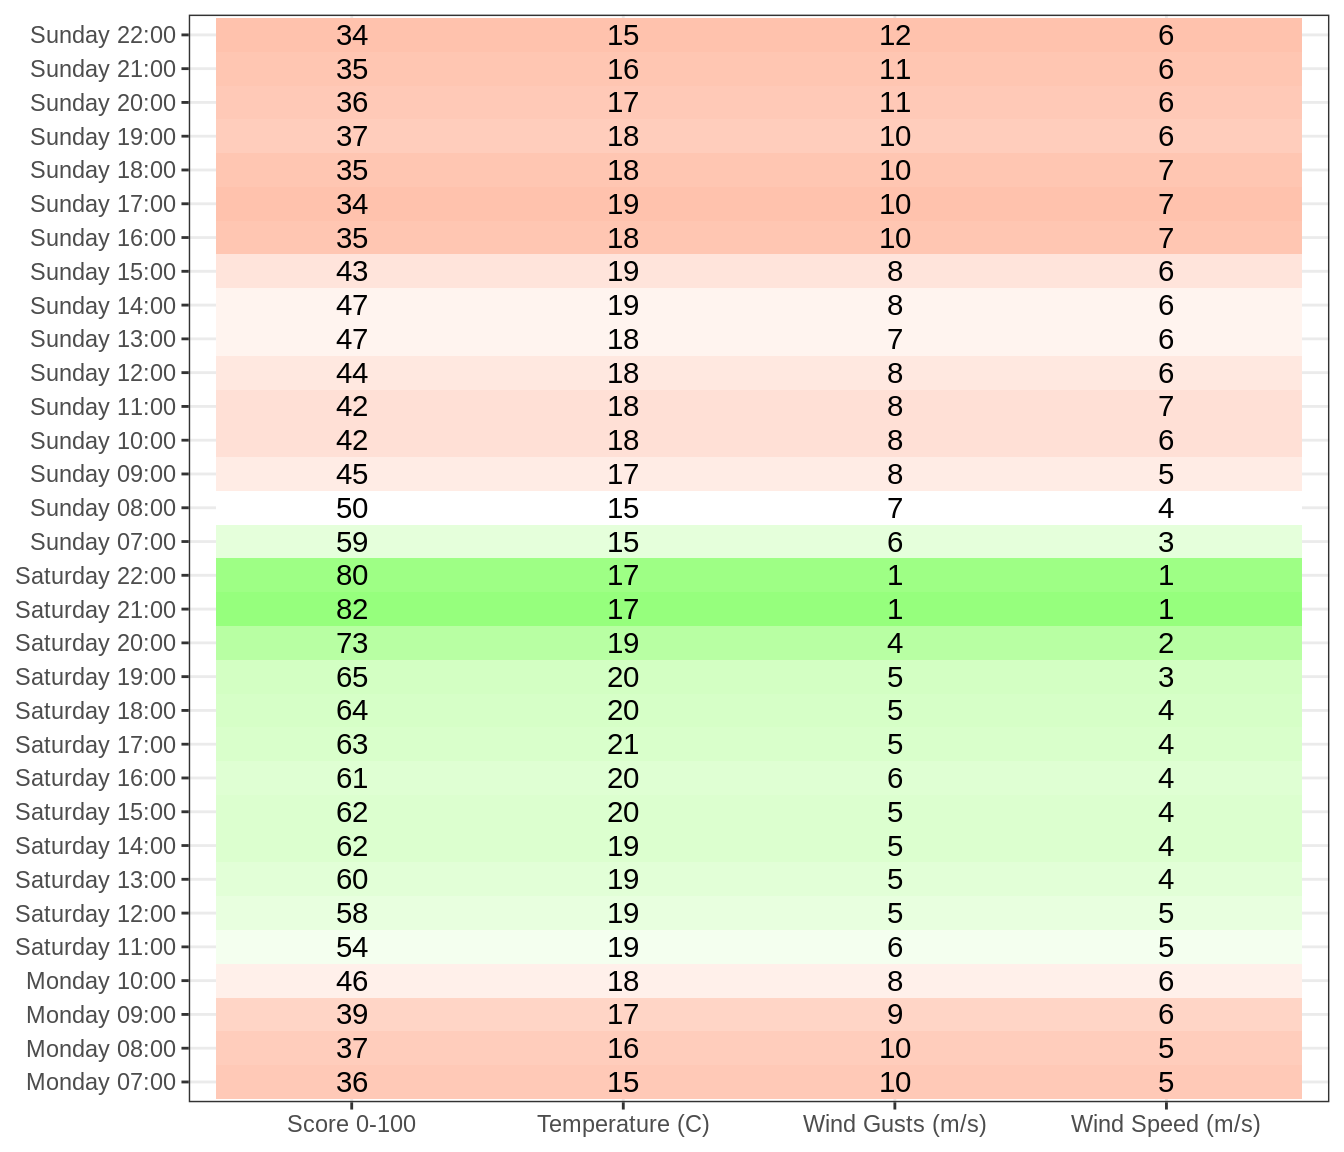 Sunday 22:00 34 15 12 6
Sunday 21:00 35 16 11 6
Sunday 20:00 36 17 11 6
Sunday 19:00 37 18 10 6
Sunday 18:00 35 18 10 7
Sunday 17:00 34 19 10 7
Sunday 16:00 35 18 10 7
Sunday 15:00 43 19 8 6
Sunday 14:00 47 19 8 6
Sunday 13:00 47 18 7 6
Sunday 12:00 44 18 8 6
Sunday 11:00 42 18 8 7
Sunday 10:00 42 18 8 6
Sunday 09:00 45 17 8 5
Sunday 08:00 50 15 7 4
Sunday 07:00 59 15 6 3
Saturday 22:00 80 17 1 1
Saturday 21:00 82 17 1 1
Saturday 20:00 73 19 4 2
Saturday 19:00 65 20 5 3
Saturday 18:00 64 20 5 4
Saturday 17:00 63 21 5 4
Saturday 16:00 61 20 6 4
Saturday 15:00 62 20 5 4
Saturday 14:00 62 19 5 4
Saturday 13:00 60 19 5 4
Saturday 12:00 58 19 5 5
Saturday 11:00 54 19 6 5
Monday 10:00 46 18 8 6
Monday 09:00 39 17 9 6
Monday 08:00 37 16 10 5
Monday 07:00 36 15 10 5
Score 0-100 Temperature (C) Wind Gusts (m/s) Wind Speed (m/s)